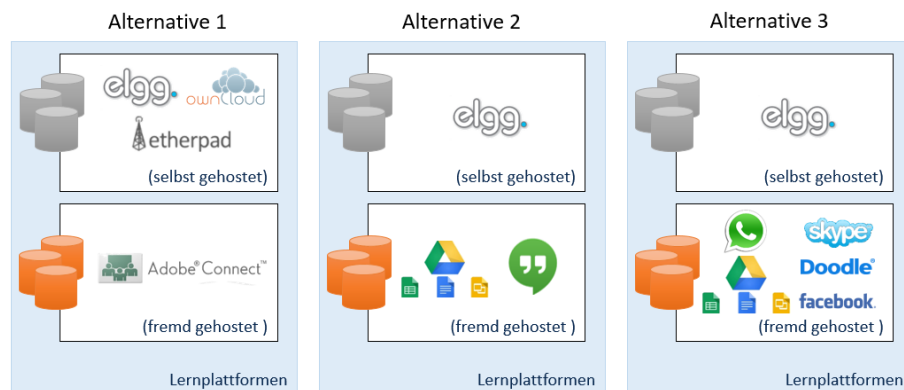 Alternative 1
Alternative 2
Alternative 3
elgg.
ownCloud
etherpad
(selbst gehostet)
elgg.
(selbst gehostet)
elgg.
(selbst gehostet)
Adobe® Connect™
(fremd gehostet )
(fremd gehostet )
skype
Doodle®
facebook.
(fremd gehostet )
Lernplattformen
Lernplattformen
Lernplattformen